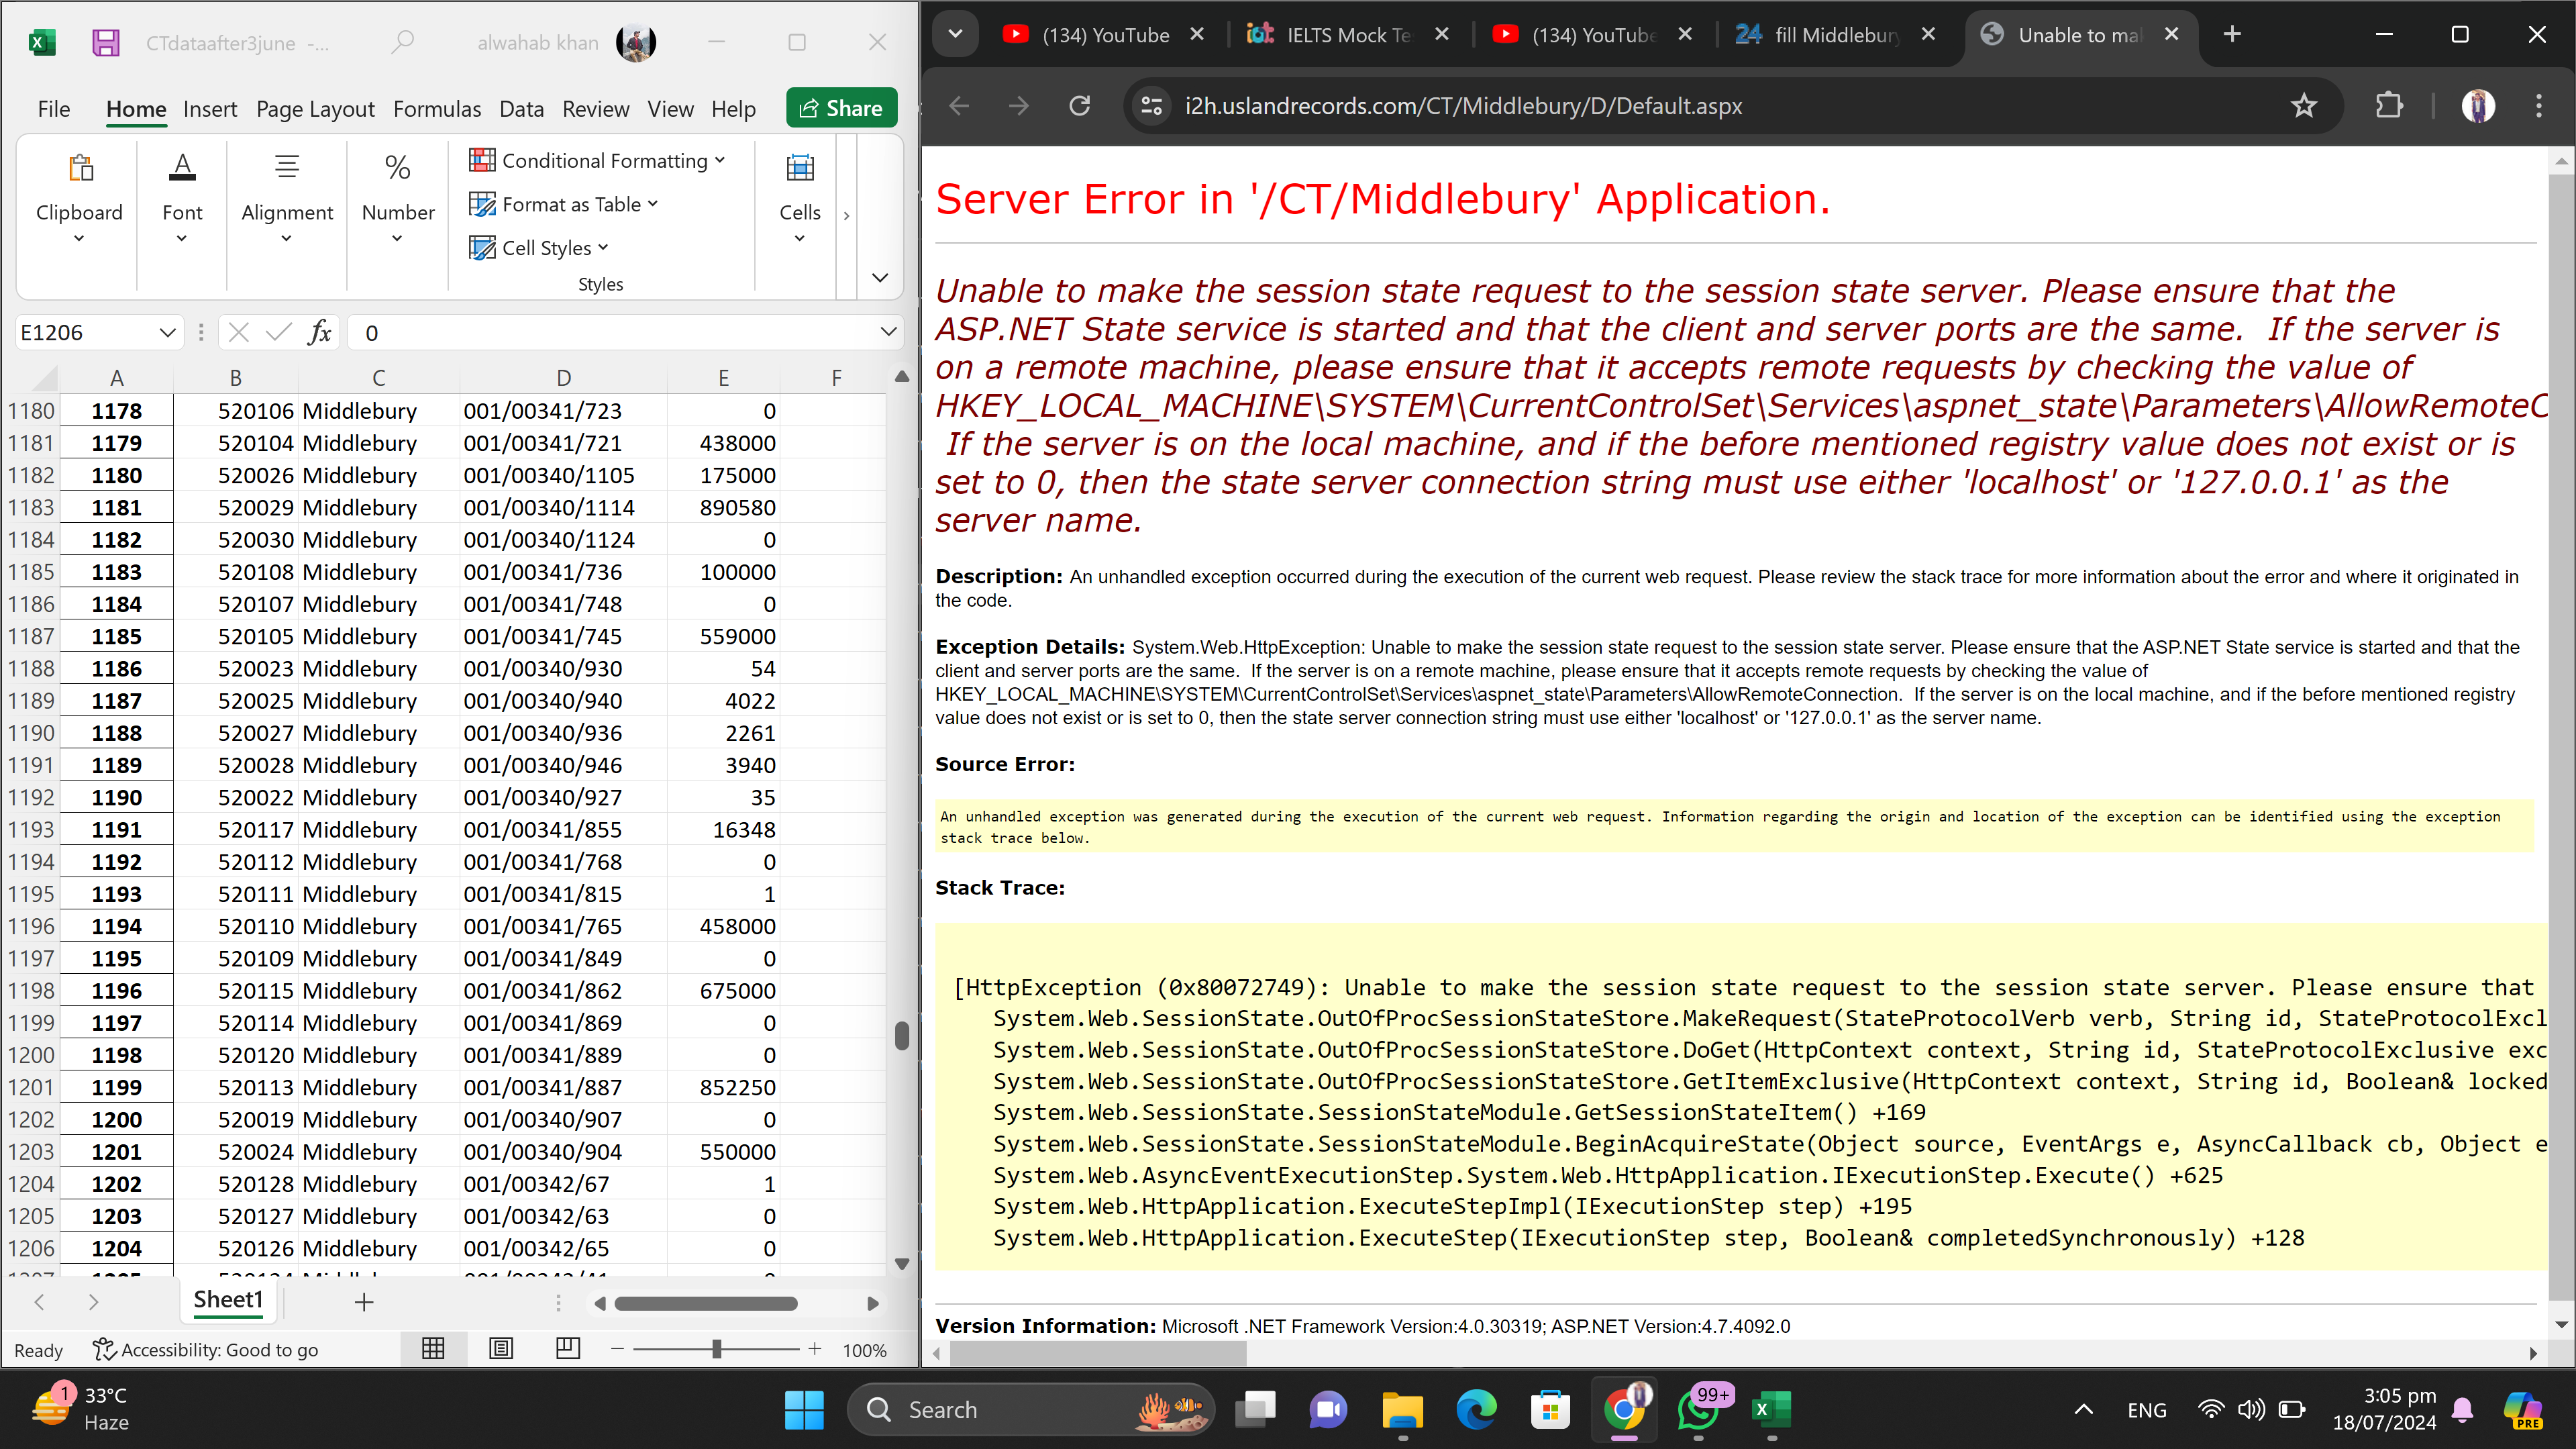 CTdataafter3june -...
alwahab khan
File Home Insert Page Layout Formulas Data Review View Help Share
Clipboard Font Alignment Number Conditional Formatting Cells
Format as Table
Cell Styles
Styles
E1206 fx 0
A B C D E F
1180 1178 520106 Middlebury 001/00341/723 0
1181 1179 520104 Middlebury 001/00341/721 438000
1182 1180 520026 Middlebury 001/00340/1105 175000
1183 1181 520029 Middlebury 001/00340/1114 890580
1184 1182 520030 Middlebury 001/00340/1124 0
1185 1183 520108 Middlebury 001/00341/736 100000
1186 1184 520107 Middlebury 001/00341/748 0
1187 1185 520105 Middlebury 001/00341/745 559000
1188 1186 520023 Middlebury 001/00340/930 54
1189 1187 520025 Middlebury 001/00340/940 4022
1190 1188 520027 Middlebury 001/00340/936 2261
1191 1189 520028 Middlebury 001/00340/946 3940
1192 1190 520022 Middlebury 001/00340/927 35
1193 1191 520117 Middlebury 001/00341/855 16348
1194 1192 520112 Middlebury 001/00341/768 0
1195 1193 520111 Middlebury 001/00341/815 1
1196 1194 520110 Middlebury 001/00341/765 458000
1197 1195 520109 Middlebury 001/00341/849 0
1198 1196 520115 Middlebury 001/00341/862 675000
1199 1197 520114 Middlebury 001/00341/869 0
1200 1198 520120 Middlebury 001/00341/889 0
1201 1199 520113 Middlebury 001/00341/887 852250
1202 1200 520019 Middlebury 001/00340/907 0
1203 1201 520024 Middlebury 001/00340/904 550000
1204 1202 520128 Middlebury 001/00342/67 1
1205 1203 520127 Middlebury 001/00342/63 0
1206 1204 520126 Middlebury 001/00342/65 0
Sheet1
Ready Accessibility: Good to go 100%
(134) YouTube IELTS Mock Te (134) YouTube 24 fill Middlebury Unable to ma
i2h.uslandrecords.com/CT/Middlebury/D/Default.aspx
Server Error in '/CT/Middlebury' Application.
Unable to make the session state request to the session state server. Please ensure that the
ASP.NET State service is started and that the client and server ports are the same.  If the server is
on a remote machine, please ensure that it accepts remote requests by checking the value of
HKEY_LOCAL_MACHINE\SYSTEM\CurrentControlSet\Services\aspnet_state\Parameters\AllowRemoteC
If the server is on the local machine, and if the before mentioned registry value does not exist or is
set to 0, then the state server connection string must use either 'localhost' or '127.0.0.1' as the
server name.
Description: An unhandled exception occurred during the execution of the current web request. Please review the stack trace for more information about the error and where it originated in
the code.
Exception Details: System.Web.HttpException: Unable to make the session state request to the session state server. Please ensure that the ASP.NET State service is started and that the
client and server ports are the same.  If the server is on a remote machine, please ensure that it accepts remote requests by checking the value of
HKEY_LOCAL_MACHINE\SYSTEM\CurrentControlSet\Services\aspnet_state\Parameters\AllowRemoteConnection.  If the server is on the local machine, and if the before mentioned registry
value does not exist or is set to 0, then the state server connection string must use either 'localhost' or '127.0.0.1' as the server name.
Source Error:
An unhandled exception was generated during the execution of the current web request. Information regarding the origin and location of the exception can be identified using the exception
stack trace below.
Stack Trace:
[HttpException (0x80072749): Unable to make the session state request to the session state server. Please ensure that
System.Web.SessionState.OutOfProcSessionStateStore.MakeRequest(StateProtocolVerb verb, String id, StateProtocolExcl
System.Web.SessionState.OutOfProcSessionStateStore.DoGet(HttpContext context, String id, StateProtocolExclusive exc
System.Web.SessionState.OutOfProcSessionStateStore.GetItemExclusive(HttpContext context, String id, Boolean& locked
System.Web.SessionState.SessionStateModule.GetSessionStateItem() +169
System.Web.SessionState.SessionStateModule.BeginAcquireState(Object source, EventArgs e, AsyncCallback cb, Object e
System.Web.AsyncEventExecutionStep.System.Web.HttpApplication.IExecutionStep.Execute() +625
System.Web.HttpApplication.ExecuteStepImpl(IExecutionStep step) +195
System.Web.HttpApplication.ExecuteStep(IExecutionStep step, Boolean& completedSynchronously) +128
Version Information: Microsoft .NET Framework Version:4.0.30319; ASP.NET Version:4.7.4092.0
1 33°C
Haze
Search
99+
ENG
3:05 pm
18/07/2024
PRE